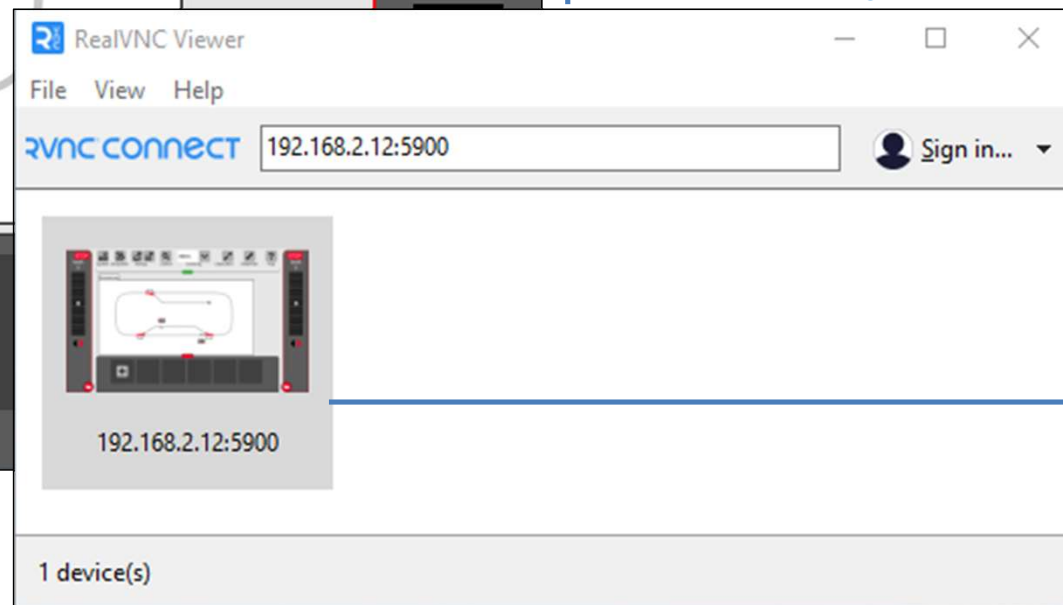 RealVNC Viewer
File View Help
RVNC CONNECT 192.168.2.12:5900 Sign in...
192.168.2.12:5900
1 device(s)